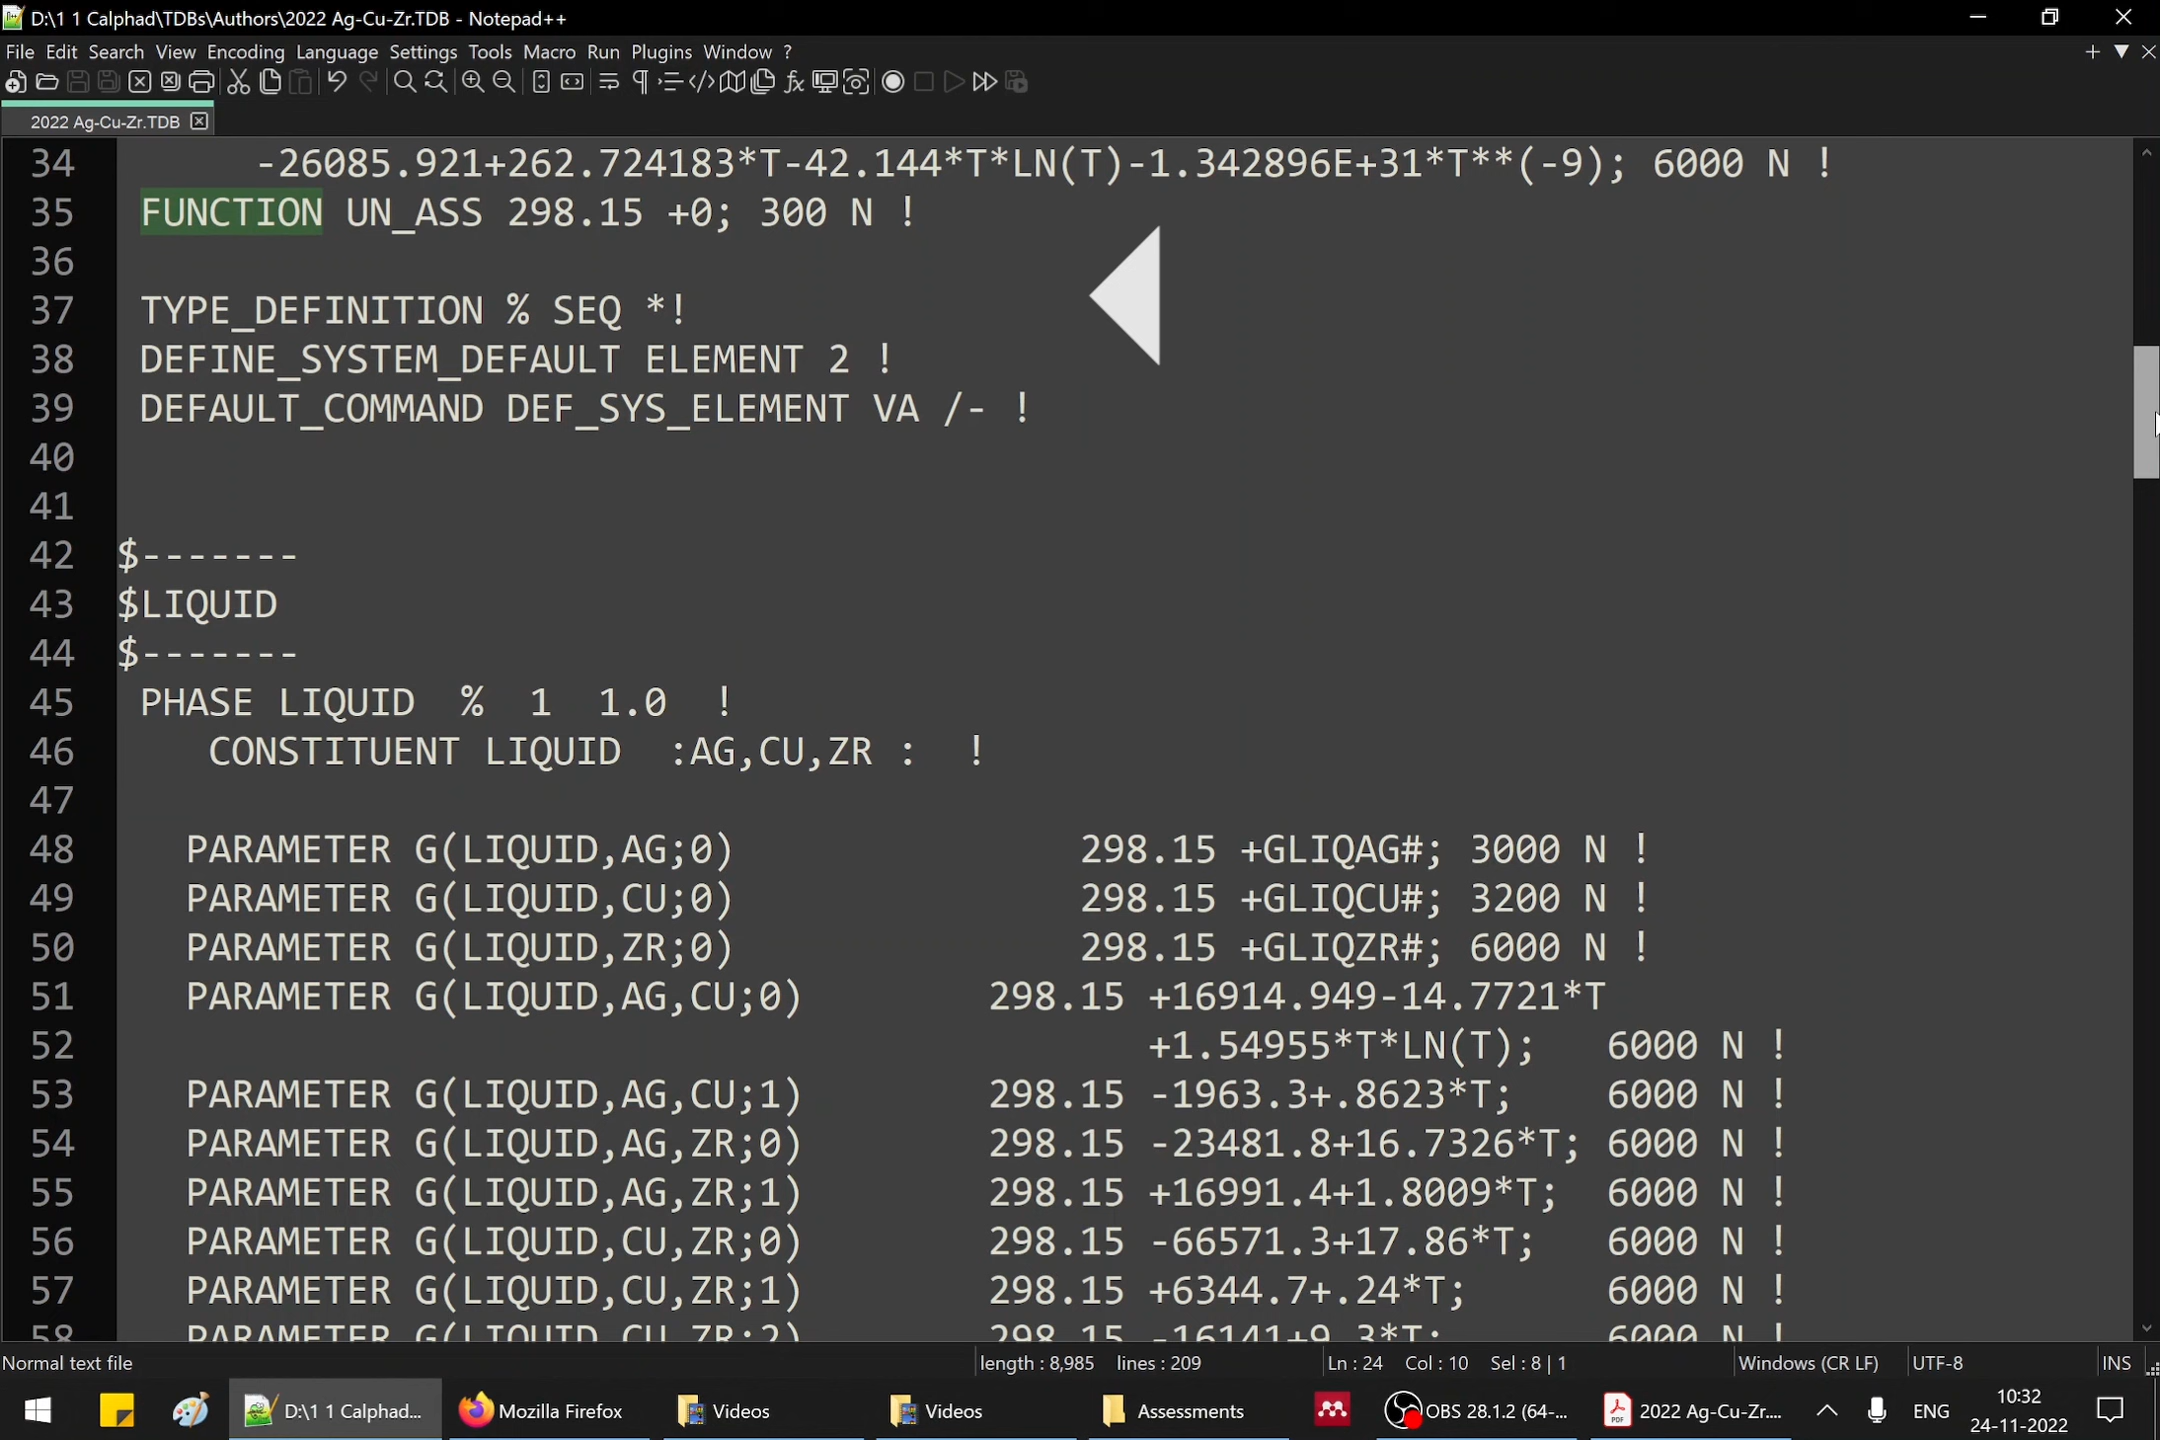 D:\1 1 Calphad\TDBs\Authors\2022 Ag-Cu-Zr.TDB - Notepad++
File Edit Search View Encoding Language Settings Tools Macro Run Plugins Window ?
2022 Ag-Cu-Zr.TDB
34 -26085.921+262.724183*T-42.144*T*LN(T)-1.342896E+31*T**(-9); 6000 N !
35 FUNCTION UN_ASS 298.15 +0; 300 N !
36
37 TYPE_DEFINITION % SEQ *!
38 DEFINE_SYSTEM_DEFAULT ELEMENT 2 !
39 DEFAULT_COMMAND DEF_SYS_ELEMENT VA /- !
40
41
42 $-------
43 $LIQUID
44 $-------
45 PHASE LIQUID % 1 1.0 !
46 CONSTITUENT LIQUID :AG,CU,ZR : !
47
48 PARAMETER G(LIQUID,AG;0) 298.15 +GLIQAG#; 3000 N !
49 PARAMETER G(LIQUID,CU;0) 298.15 +GLIQCU#; 3200 N !
50 PARAMETER G(LIQUID,ZR;0) 298.15 +GLIQZR#; 6000 N !
51 PARAMETER G(LIQUID,AG,CU;0) 298.15 +16914.949-14.7721*T
52 +1.54955*T*LN(T); 6000 N !
53 PARAMETER G(LIQUID,AG,CU;1) 298.15 -1963.3+.8623*T; 6000 N !
54 PARAMETER G(LIQUID,AG,ZR;0) 298.15 -23481.8+16.7326*T; 6000 N !
55 PARAMETER G(LIQUID,AG,ZR;1) 298.15 +16991.4+1.8009*T; 6000 N !
56 PARAMETER G(LIQUID,CU,ZR;0) 298.15 -66571.3+17.86*T; 6000 N !
57 PARAMETER G(LIQUID,CU,ZR;1) 298.15 +6344.7+.24*T; 6000 N !
58 PARAMETER G(LIQUID,CU,ZR;2) 298.15 -16141+9.3*T; 6000 N !
Normal text file length : 8,985 lines : 209 Ln : 24 Col : 10 Sel : 8 | 1 Windows (CR LF) UTF-8 INS
D:\1 1 Calphad... Mozilla Firefox Videos Videos Assessments OBS 28.1.2 (64-... 2022 Ag-Cu-Zr.... ENG 10:32
24-11-2022